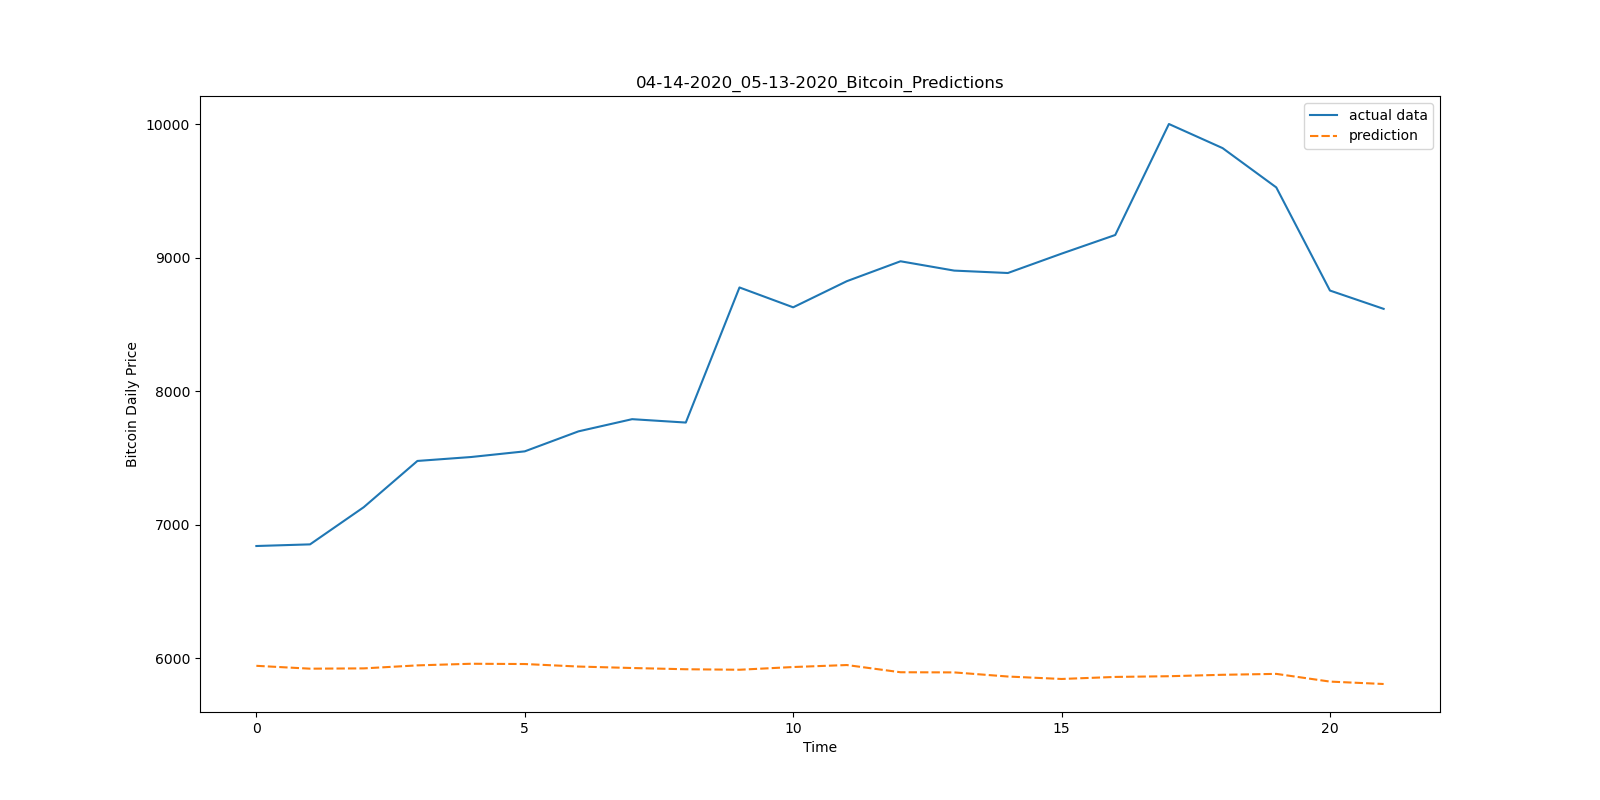 04-14-2020_05-13-2020_Bitcoin_Predictions
actual data
prediction
10000
9000
8000
7000
6000
Bitcoin Daily Price
0 5 10 15 20
Time